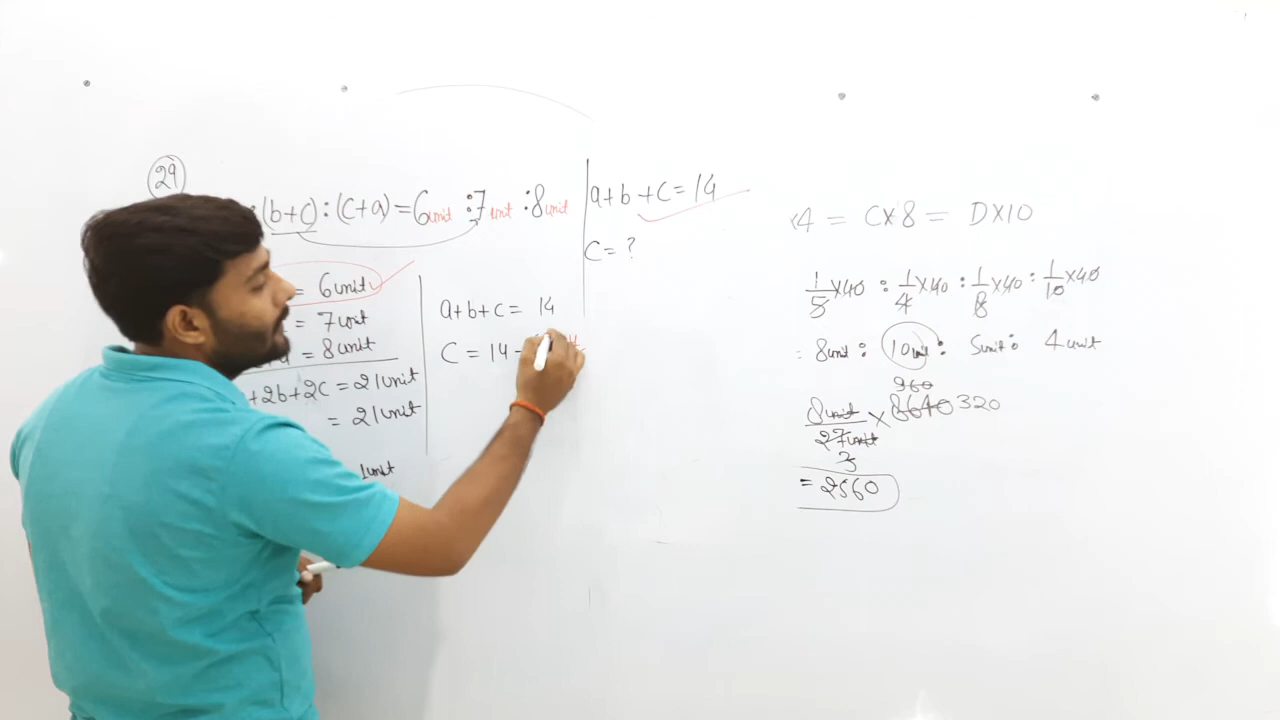 29
:(b+c):(c+a)=6unit :7unit :8unit
a+b+c=14
c=?
= 6unit
= 7unit
= 8unit
+2b+2c=21unit
= 21unit
1unit
a+b+c= 14
c = 14 -
4 = C×8 = D×10
1/5×40 : 1/4×40 : 1/8×40 : 1/10×40
= 8unit: 10unit: 5unit: 4unit
960
8unit/27unit × 8640 320
3
= 2560